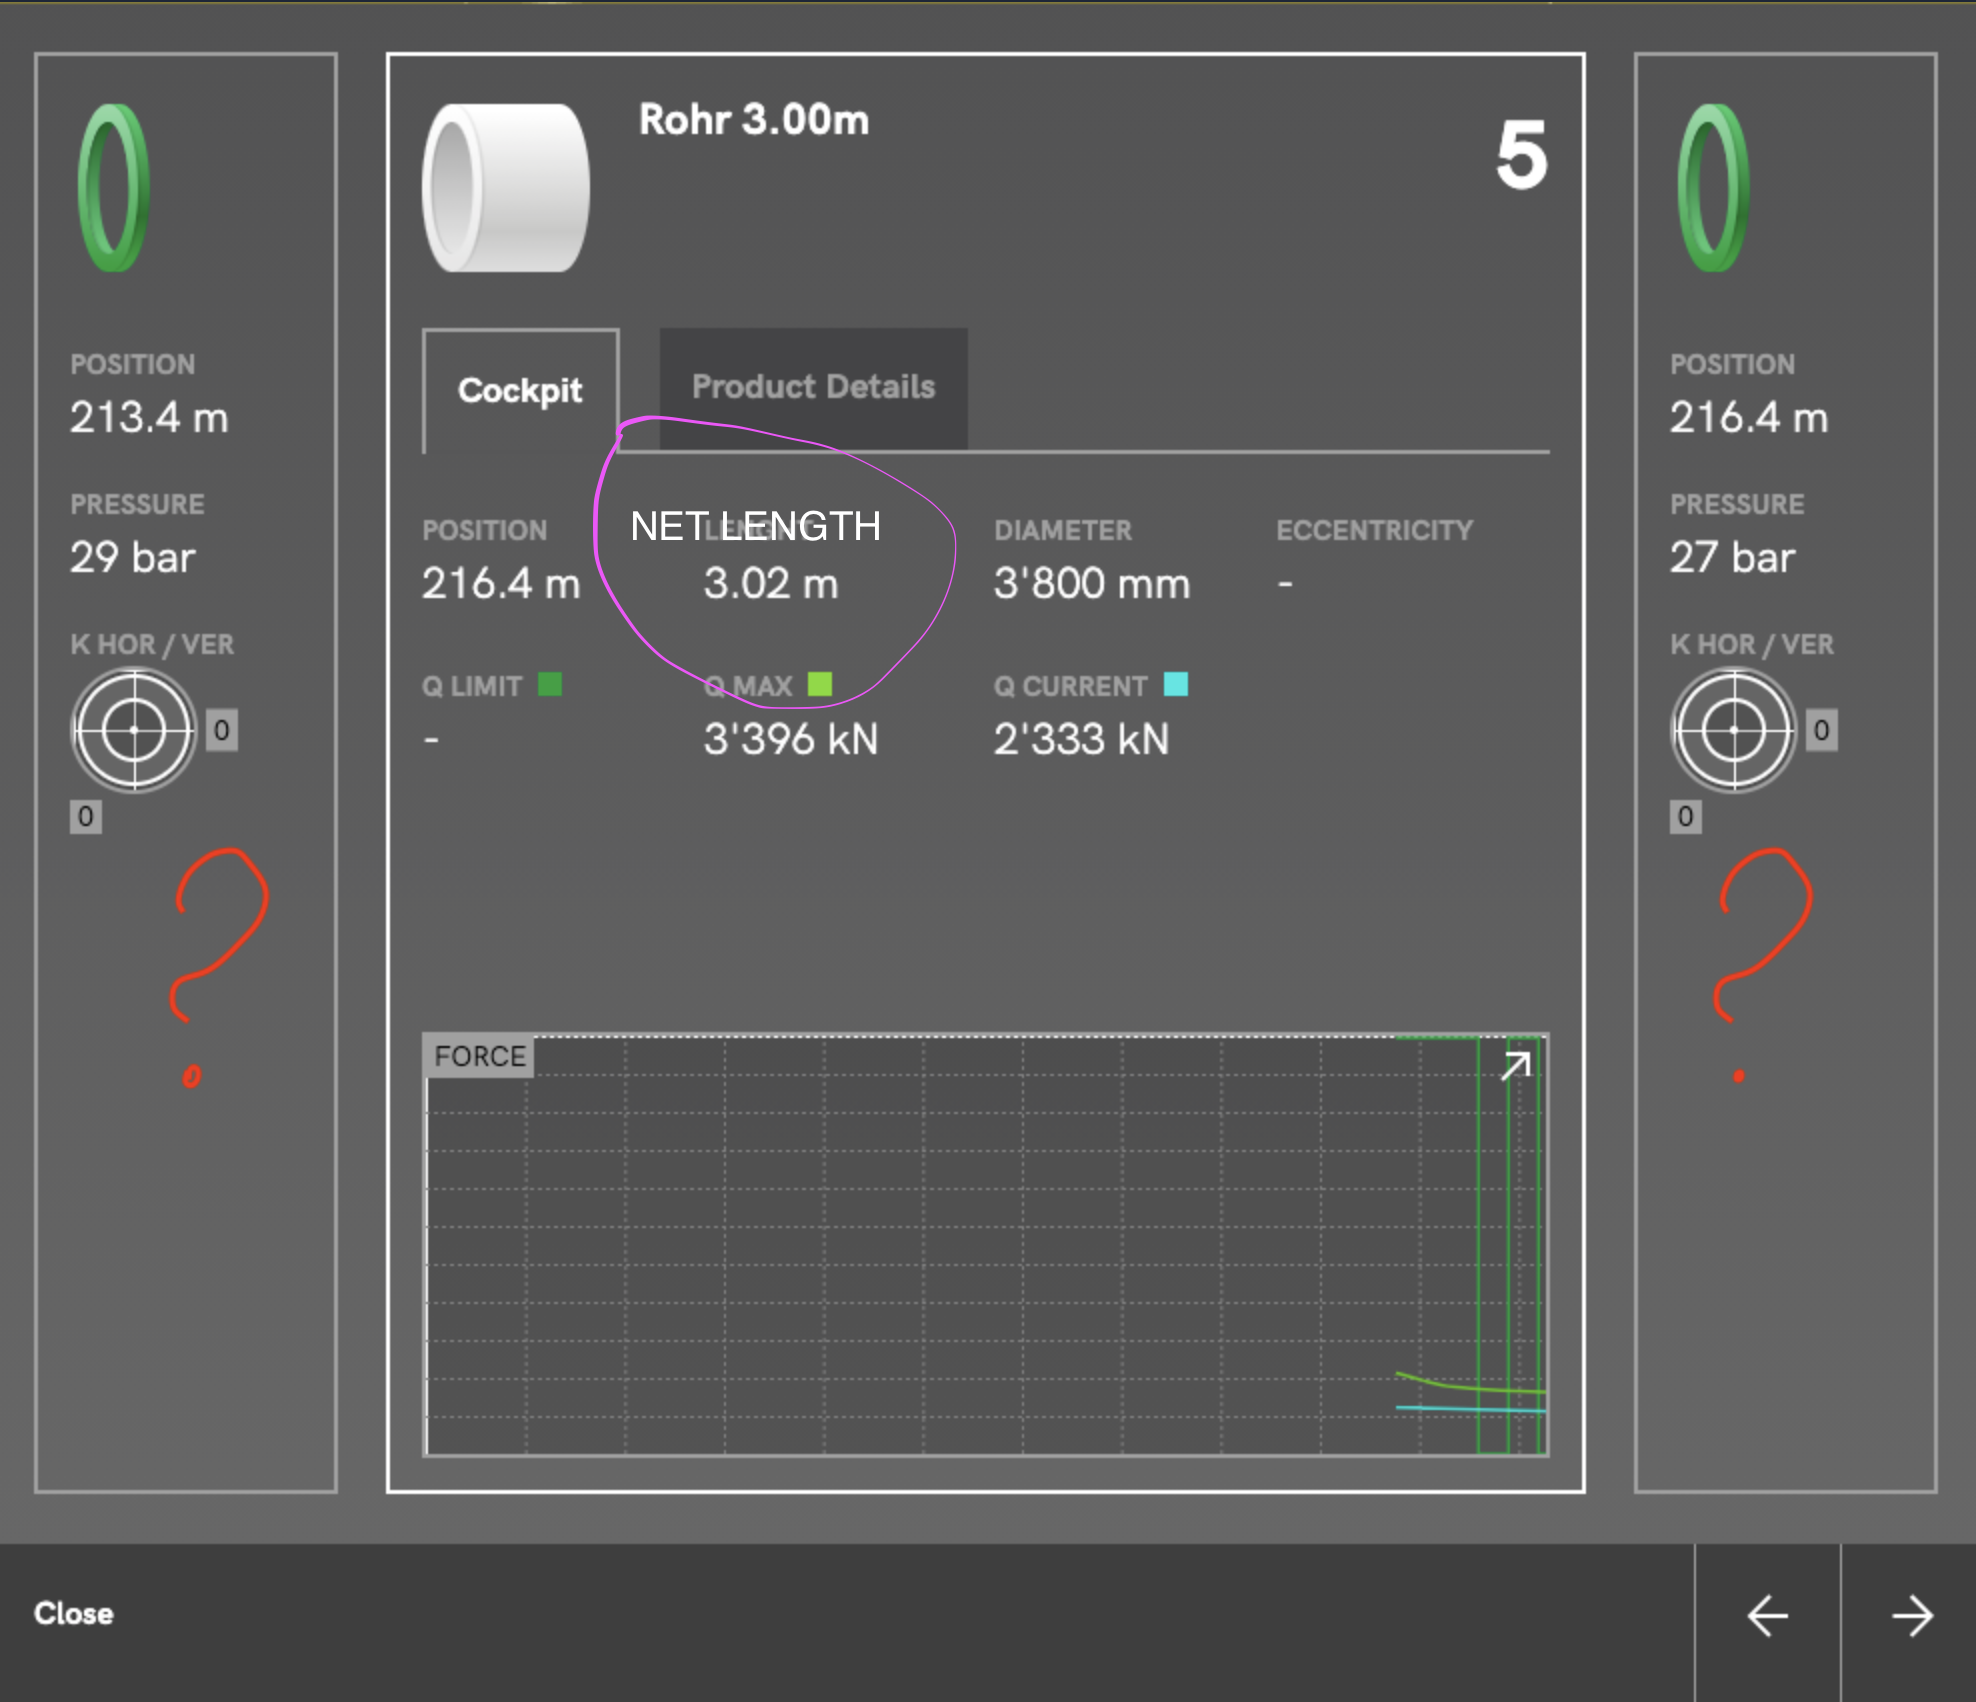 POSITION
213.4 m
PRESSURE
29 bar
K HOR / VER
0
0
?
Rohr 3.00m
5
Cockpit
Product Details
POSITION
216.4 m
NET LENGTH
3.02 m
DIAMETER
3'800 mm
ECCENTRICITY
-
Q LIMIT
-
Q MAX
3'396 kN
Q CURRENT
2'333 kN
FORCE
POSITION
216.4 m
PRESSURE
27 bar
K HOR / VER
0
0
?
Close